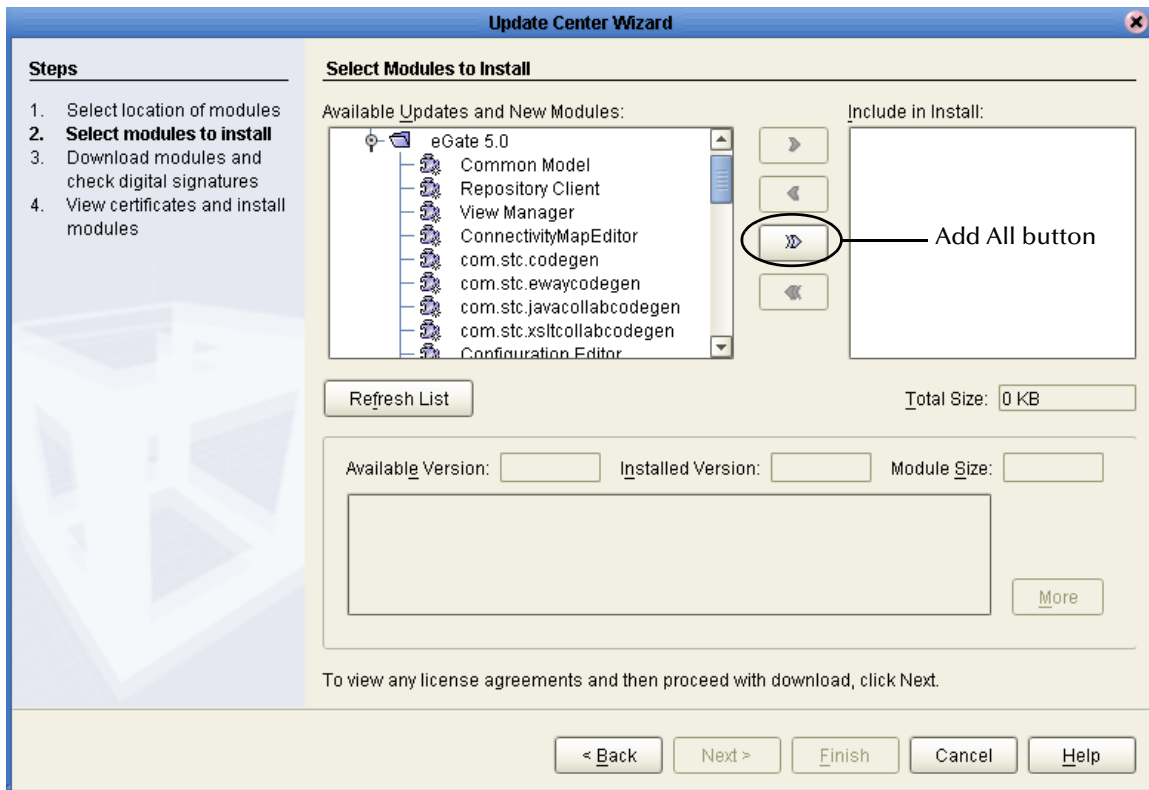 Update Center Wizard
Steps
1. Select location of modules
2. Select modules to install
3. Download modules and
check digital signatures
4. View certificates and install
modules
Select Modules to Install
Available Updates and New Modules:
eGate 5.0
Common Model
Repository Client
View Manager
ConnectivityMapEditor
com.stc.codegen
com.stc.ewaycodegen
com.stc.javacollabcodegen
com.stc.xsltcollabcodegen
Configuration Editor
Include in Install:
Add All button
Refresh List
Total Size: 0 KB
Available Version:
Installed Version:
Module Size:
More
To view any license agreements and then proceed with download, click Next.
< Back
Next >
Finish
Cancel
Help